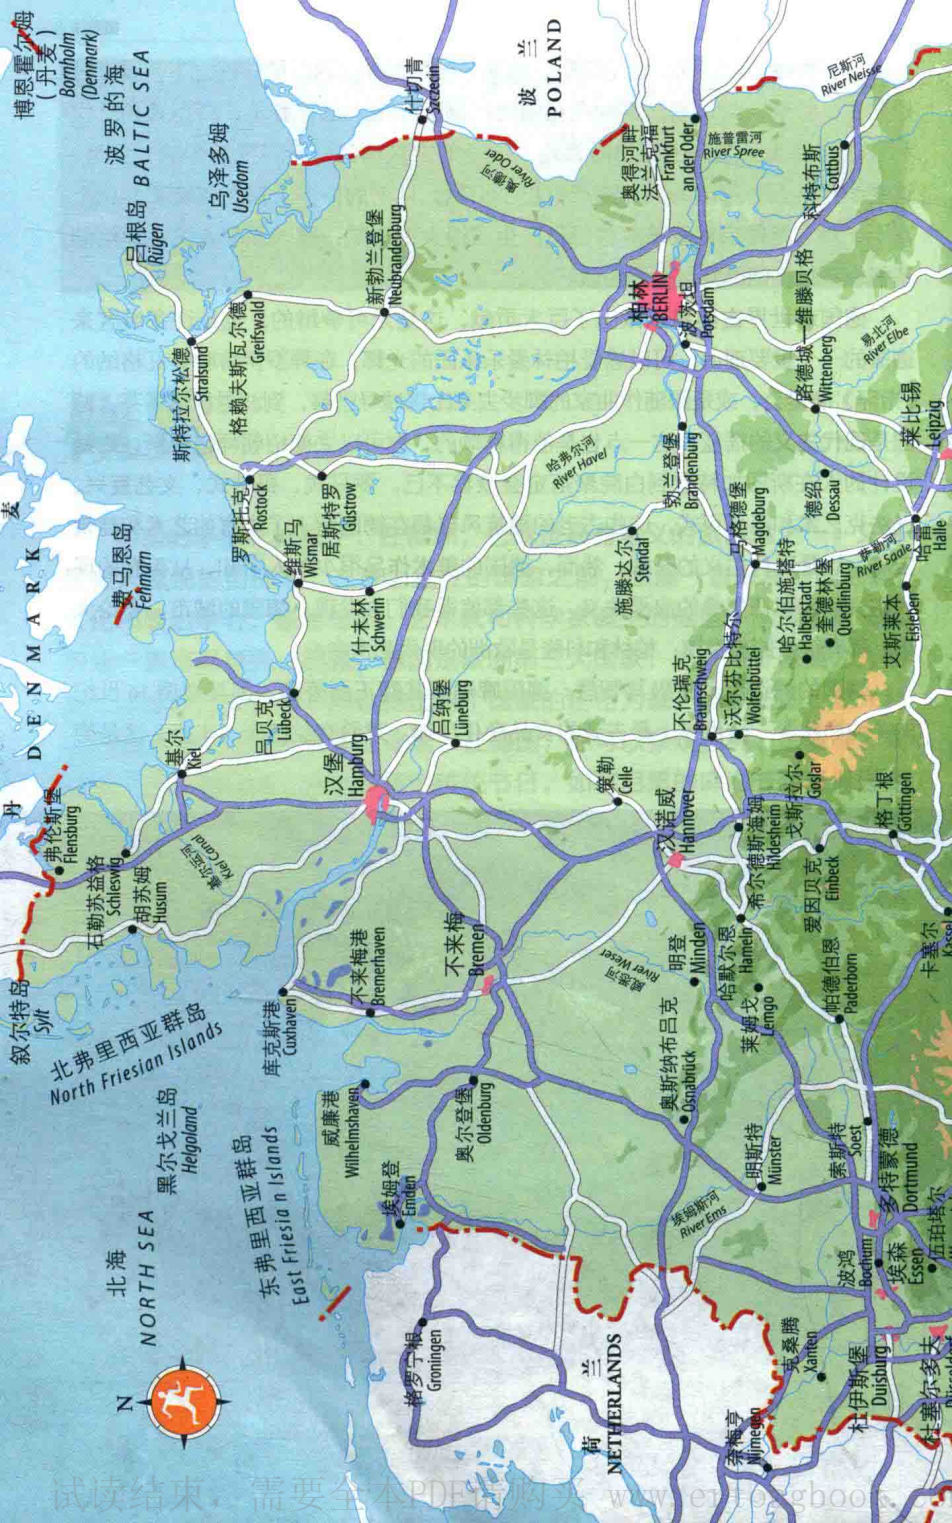 博恩霍尔姆
(丹麦)
Bornholm
(Denmark)
波罗的海
BALTIC SEA
乌泽多姆
Usedom
吕根岛
Rügen
什切青
Szczecin
波兰
POLAND
尼斯河
River Neisse
奥德河
River Oder
奥得河畔
法兰克福
Frankfurt
an der Oder
施普雷河
River Spree
科特布斯
Cottbus
新勃兰登堡
Neubrandenburg
格赖夫斯瓦尔德
Greifswald
斯特拉尔松德
Stralsund
柏林
BERLIN
波茨坦
Potsdam
路德城—维滕贝格
Wittenberg
易北河
River Elbe
莱比锡
Leipzig
丹麦
DENMARK
费马恩岛
Fehmarn
罗斯托克
Rostock
居斯特罗
Güstrow
维斯马
Wismar
什未林
Schwerin
哈弗尔河
River Havel
勃兰登堡
Brandenburg
施滕达尔
Stendal
马格德堡
Magdeburg
德绍
Dessau
哈雷
Halle
萨勒河
River Saale
哈尔伯施塔特
Halberstadt
奎德林堡
Quedlinburg
艾斯莱本
Eisleben
基尔
Kiel
吕贝克
Lübeck
汉堡
Hamburg
吕纳堡
Lüneburg
不伦瑞克
Braunschweig
沃尔芬比特尔
Wolfenbüttel
策勒
Celle
戈斯拉尔
Goslar
汉诺威
Hannover
希尔德斯海姆
Hildesheim
格丁根
Göttingen
弗伦斯堡
Flensburg
石勒苏益格
Schleswig
胡苏姆
Husum
基尔运河
Kiel Canal
爱因贝克
Einbeck
叙尔特岛
Sylt
北弗里西亚群岛
North Friesian Islands
库克斯港
Cuxhaven
不来梅港
Bremerhaven
不来梅
Bremen
威悉河
River Weser
明登
Minden
哈默尔恩
Hameln
莱姆戈
Lemgo
帕德伯恩
Paderborn
卡塞尔
Kassel
黑尔戈兰岛
Helgoland
东弗里西亚群岛
East Friesian Islands
威廉港
Wilhelmshaven
奥尔登堡
Oldenburg
奥斯纳布吕克
Osnabrück
埃姆登
Emden
明斯特
Münster
索斯特
Soest
多特蒙德
Dortmund
埃姆斯河
River Ems
北海
NORTH SEA
波鸿
Bochum
埃森
Essen
伍珀塔尔
N
格罗宁根
Groningen
荷兰
NETHERLANDS
克桑滕
Xanten
杜伊斯堡
Duisburg
杜塞尔多夫
奈梅亨
Nijmegen
试读结束，需要全本PDF请购买